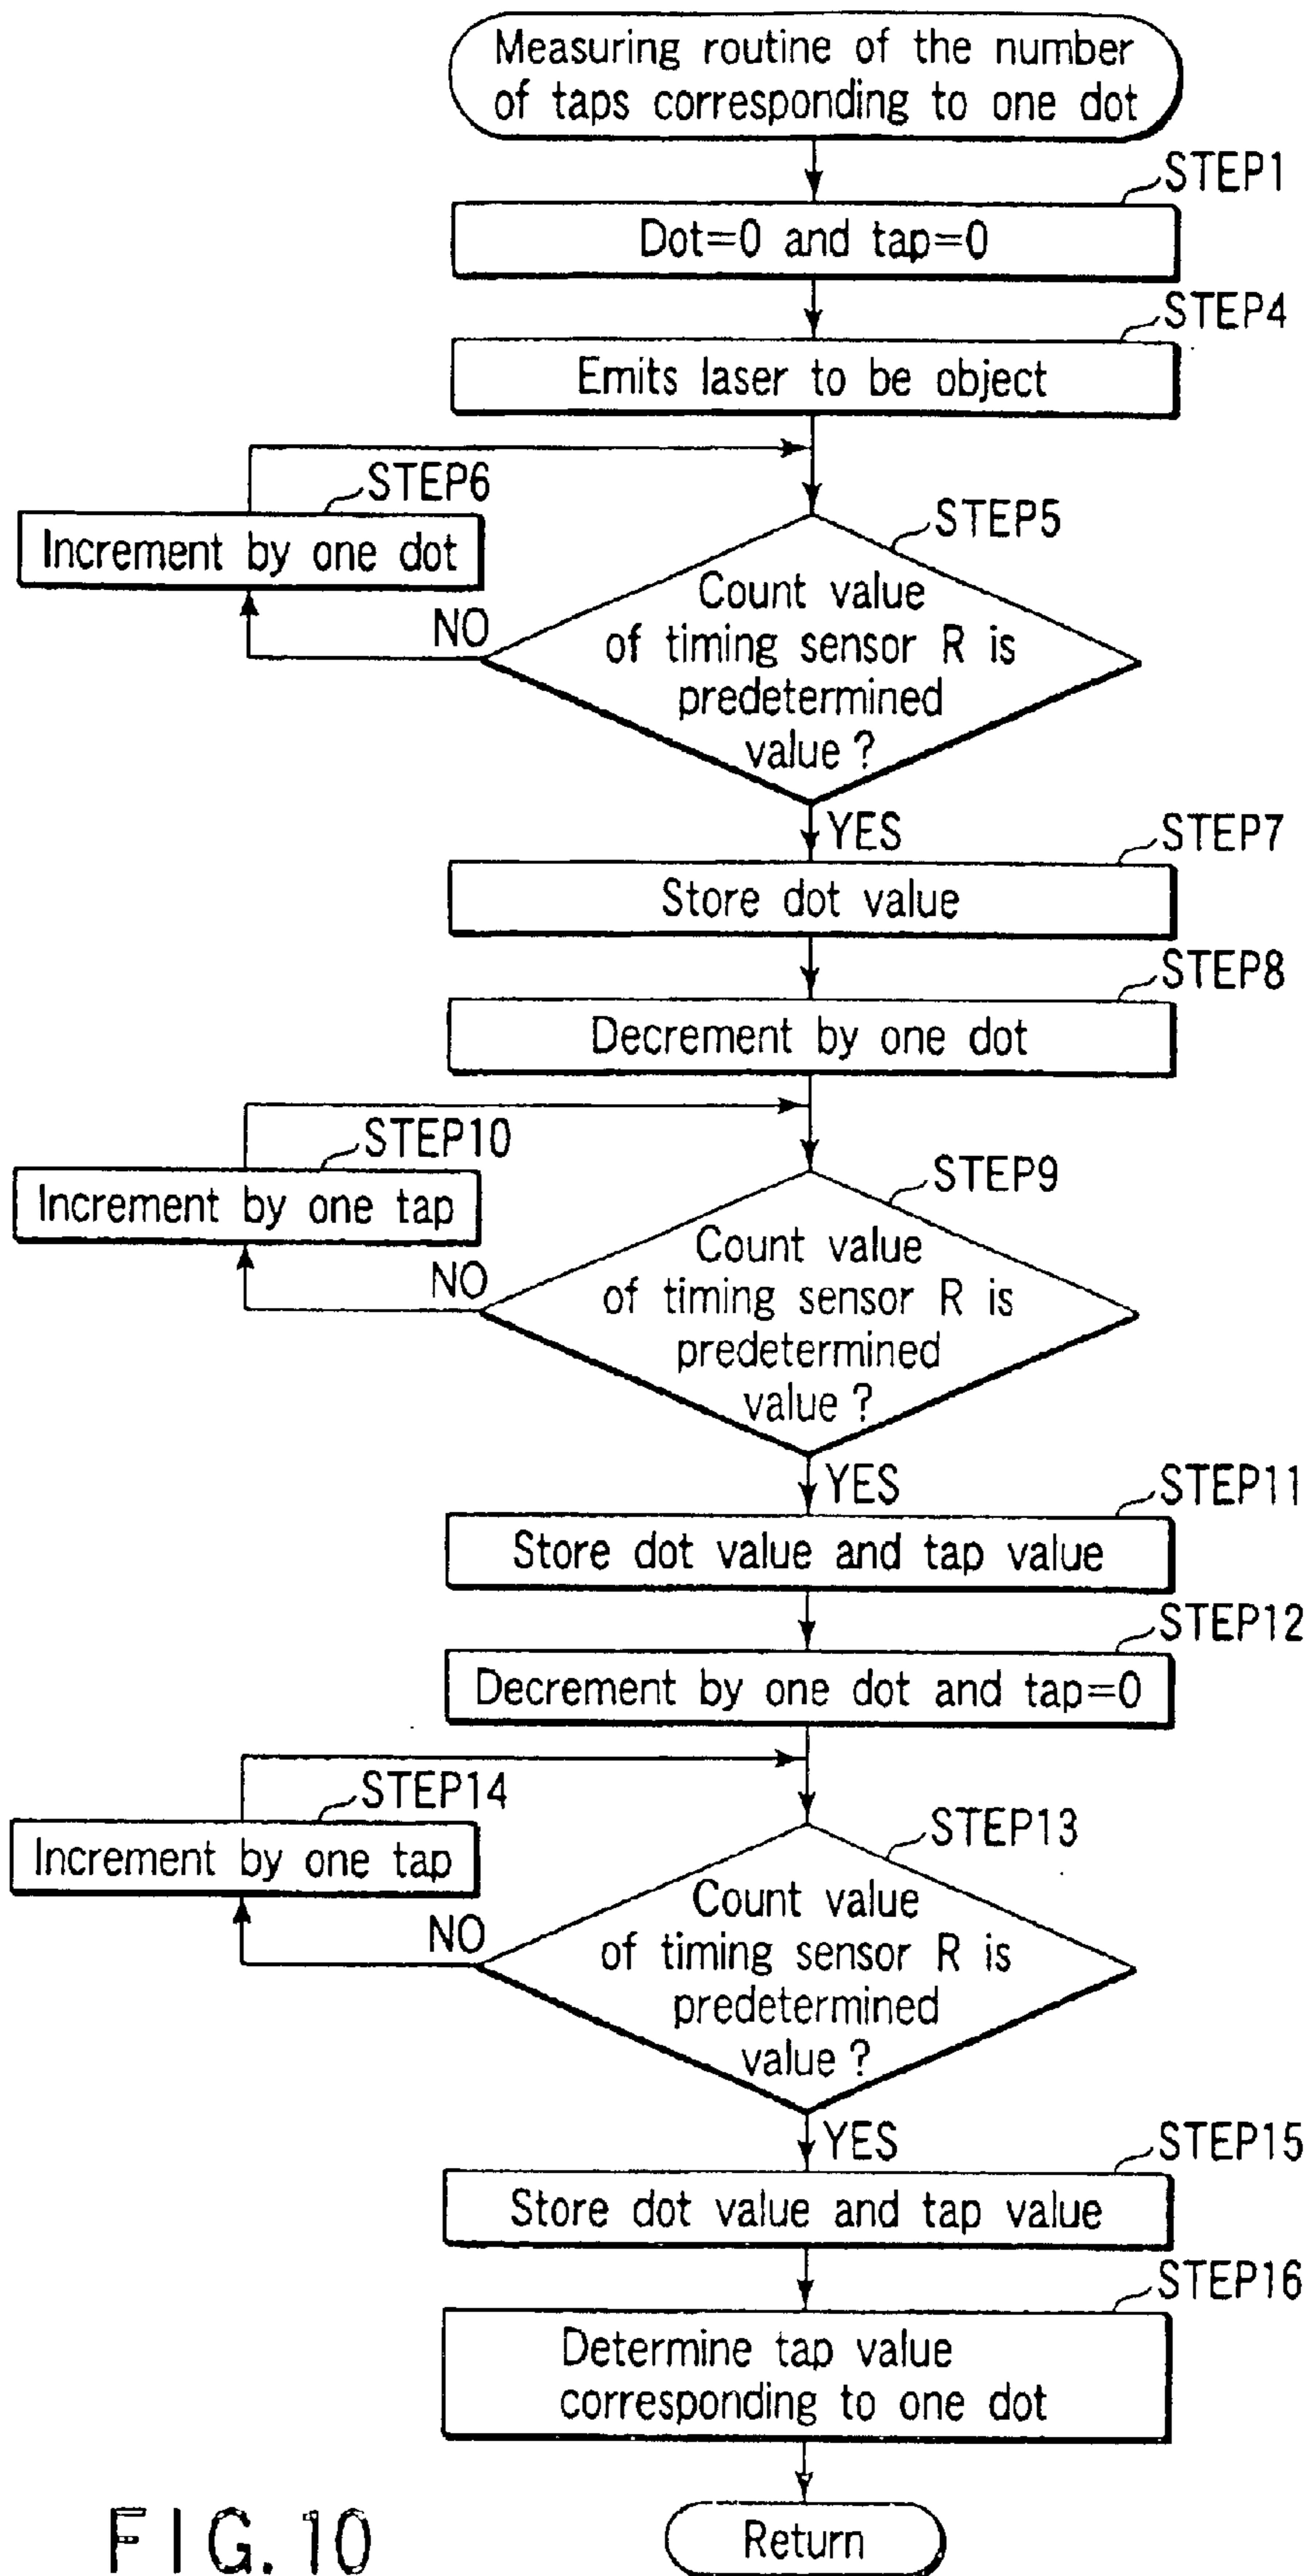 Measuring routine of the number
of taps corresponding to one dot
STEP1
Dot=0 and tap=0
STEP4
Emits laser to be object
STEP6
Increment by one dot
STEP5
Count value
of timing sensor R is
predetermined
value?
NO
YES
STEP7
Store dot value
STEP8
Decrement by one dot
STEP10
Increment by one tap
STEP9
Count value
of timing sensor R is
predetermined
value?
NO
YES
STEP11
Store dot value and tap value
STEP12
Decrement by one dot and tap=0
STEP14
Increment by one tap
STEP13
Count value
of timing sensor R is
predetermined
value?
NO
YES
STEP15
Store dot value and tap value
STEP16
Determine tap value
corresponding to one dot
Return
FIG.10